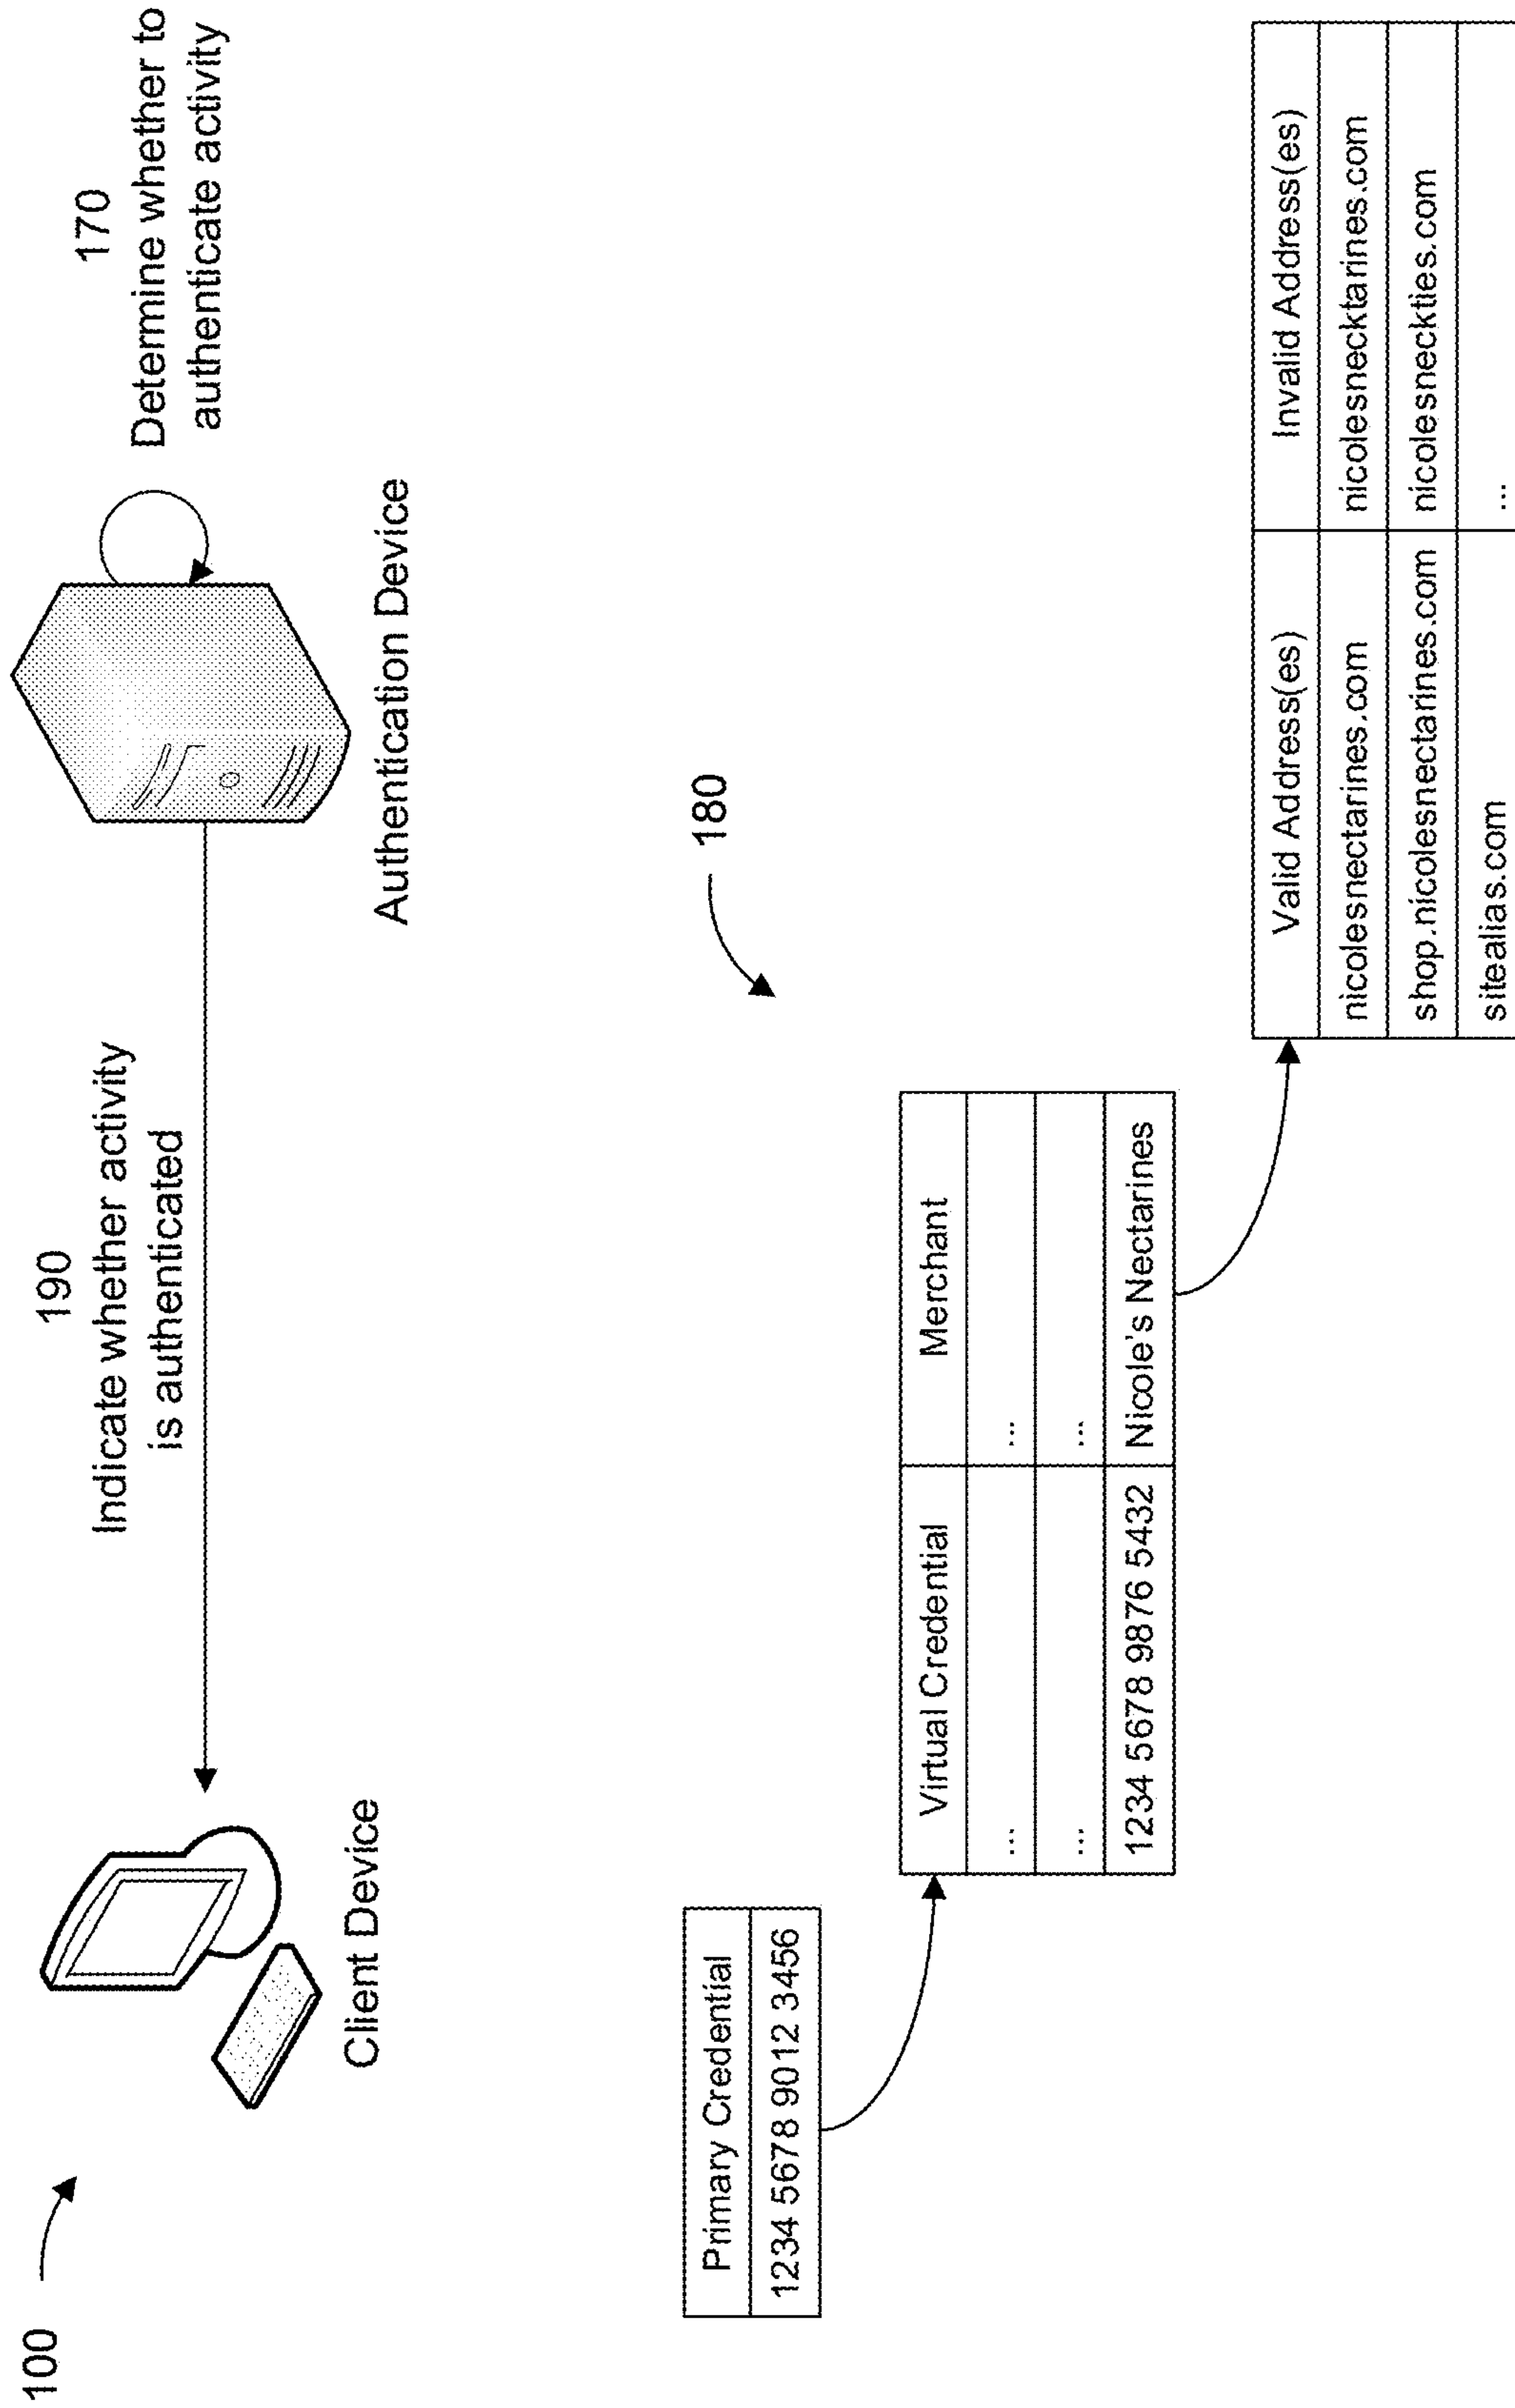 100
190
Indicate whether activity
is authenticated
170
Determine whether to
authenticate activity
Client Device
Authentication Device
180
Primary Credential
1234 5678 9012 3456
Virtual Credential Merchant
... ...
... ...
1234 5678 9876 5432 Nicole's Nectarines
Valid Address(es) Invalid Address(es)
nicolesnectarines.com nicolesnecktarines.com
shop.nicolesnectarines.com nicolesneckties.com
sitealias.com ...